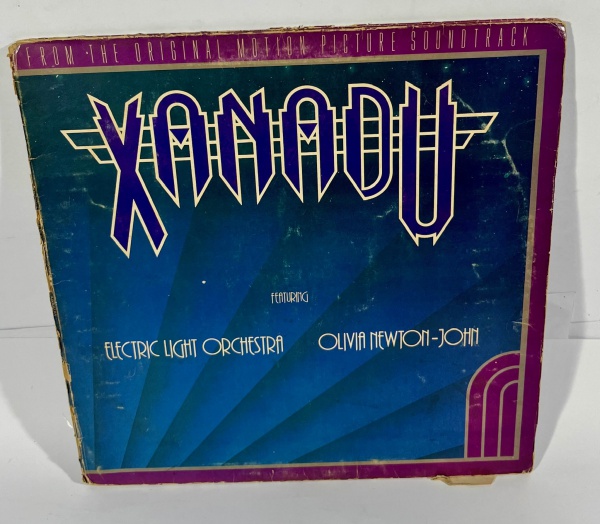 FROM THE ORIGINAL MOTION PICTURE SOUNDTRACK
XANADU
FEATURING
ELECTRIC LIGHT ORCHESTRA OLIVIA NEWTON-JOHN